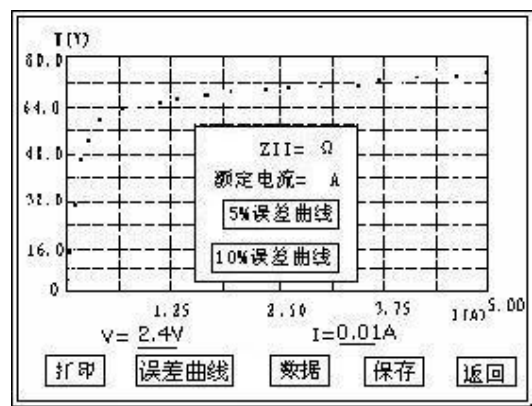 T(V)
80.0
64.0
48.0
32.0
16.0
0
ZII= Ω
额定电流= A
5%误差曲线
10%误差曲线
1.25 2.50 3.75 I(A) 5.00
V= 2.4V I=0.01A
打印 误差曲线 数据 保存 返回